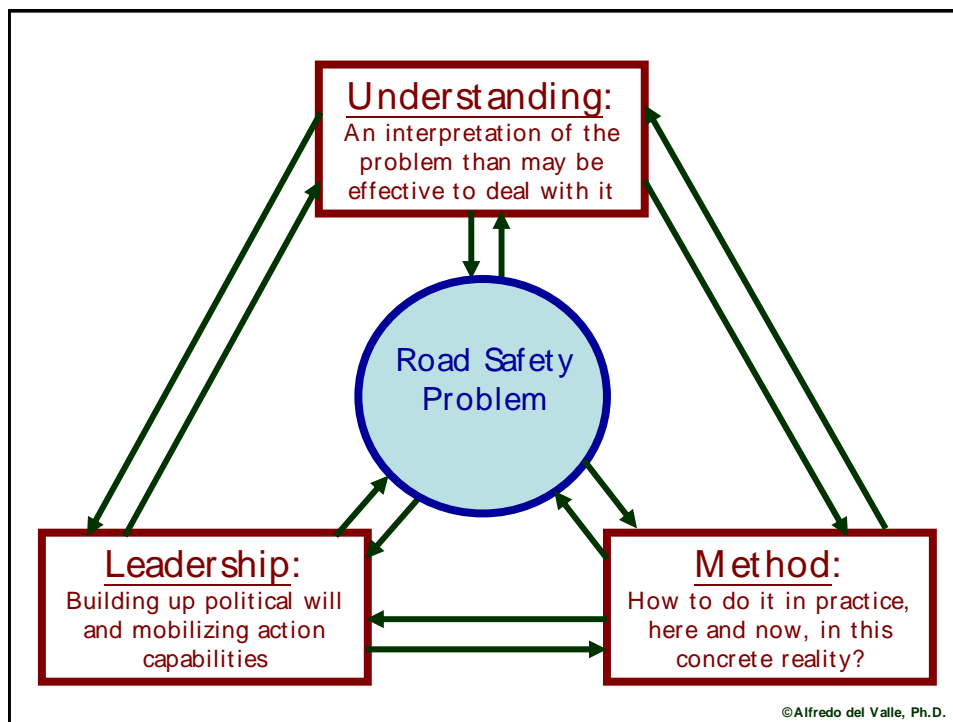 Understanding:
An interpretation of the
problem than may be
effective to deal with it
Road Safety
Problem
Leadership:
Building up political will
and mobilizing action
capabilities
Method:
How to do it in practice,
here and now, in this
concrete reality?
©Alfredo del Valle, Ph.D.